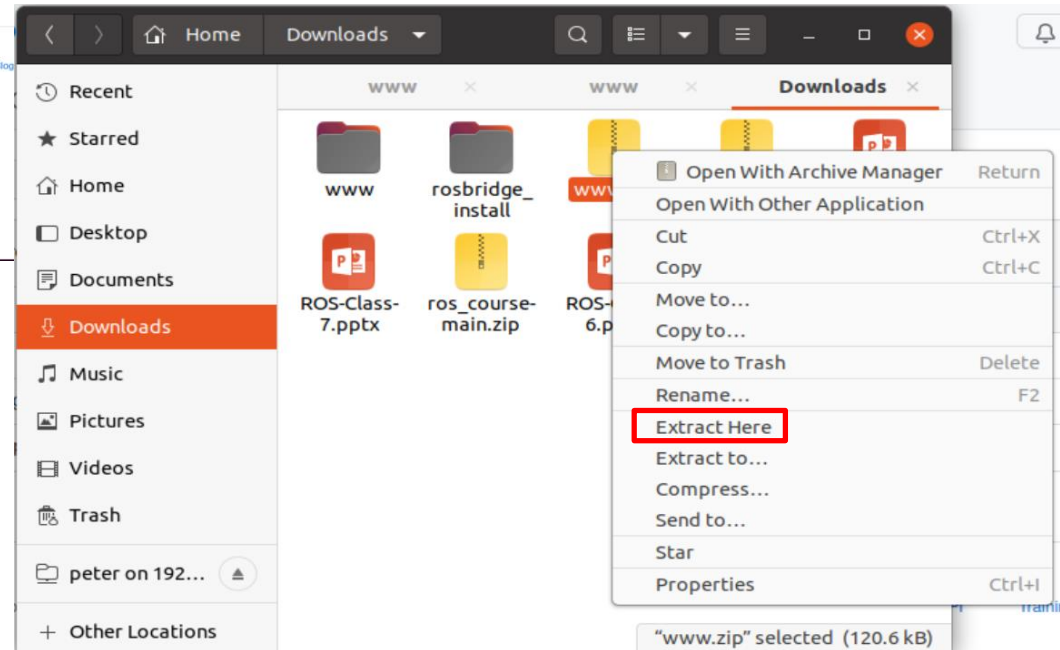 Home Downloads
log
Recent
Starred
Home
Desktop
Documents
Downloads
Music
Pictures
Videos
Trash
peter on 192...
Other Locations
www
www
Downloads
www
rosbridge_
install
www
ROS-Class-
7.pptx
ros_course-
main.zip
6.p
Open With Archive Manager Return
Open With Other Application
Cut Ctrl+X
Copy Ctrl+C
Move to...
Copy to...
Move to Trash Delete
Rename... F2
Extract Here
Extract to...
Compress...
Send to...
Star
Properties Ctrl+I
"www.zip" selected (120.6 kB)